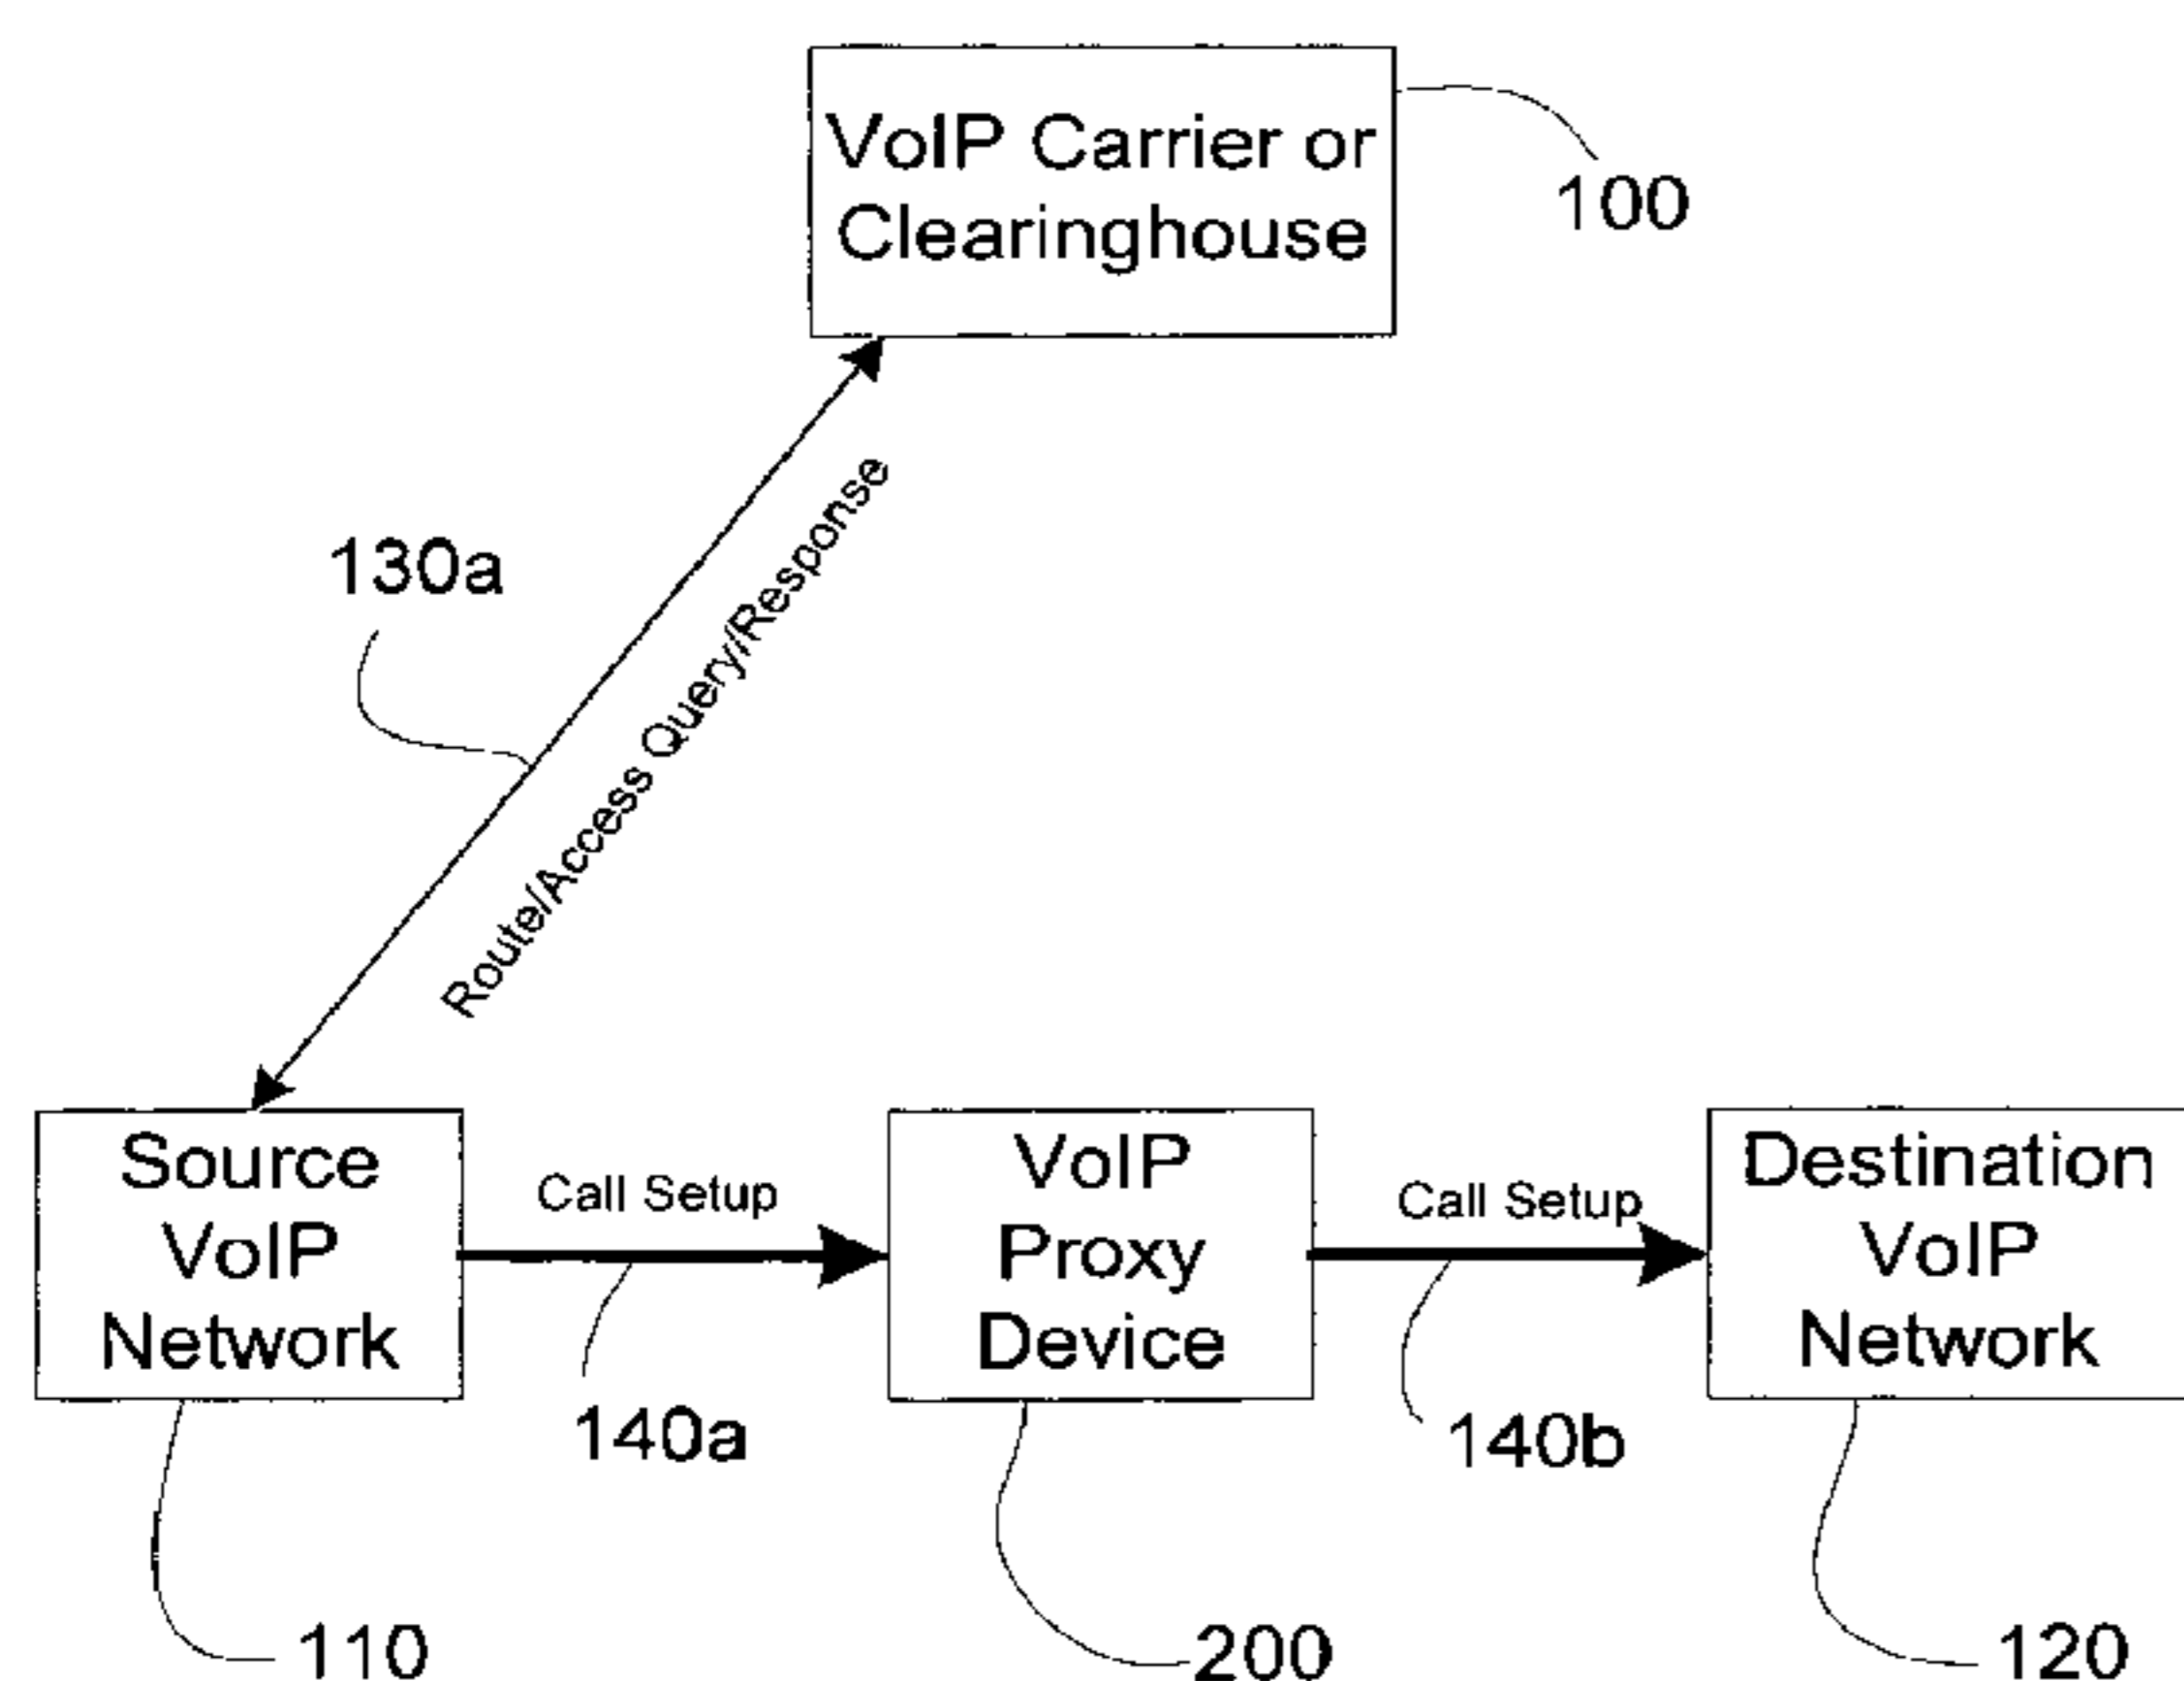 VoIP Carrier or
Clearinghouse
100
130a
Route/Access Query/Response
Source
VoIP
Network
Call Setup
VoIP
Proxy
Device
Call Setup
Destination
VoIP
Network
140a
140b
110
200
120